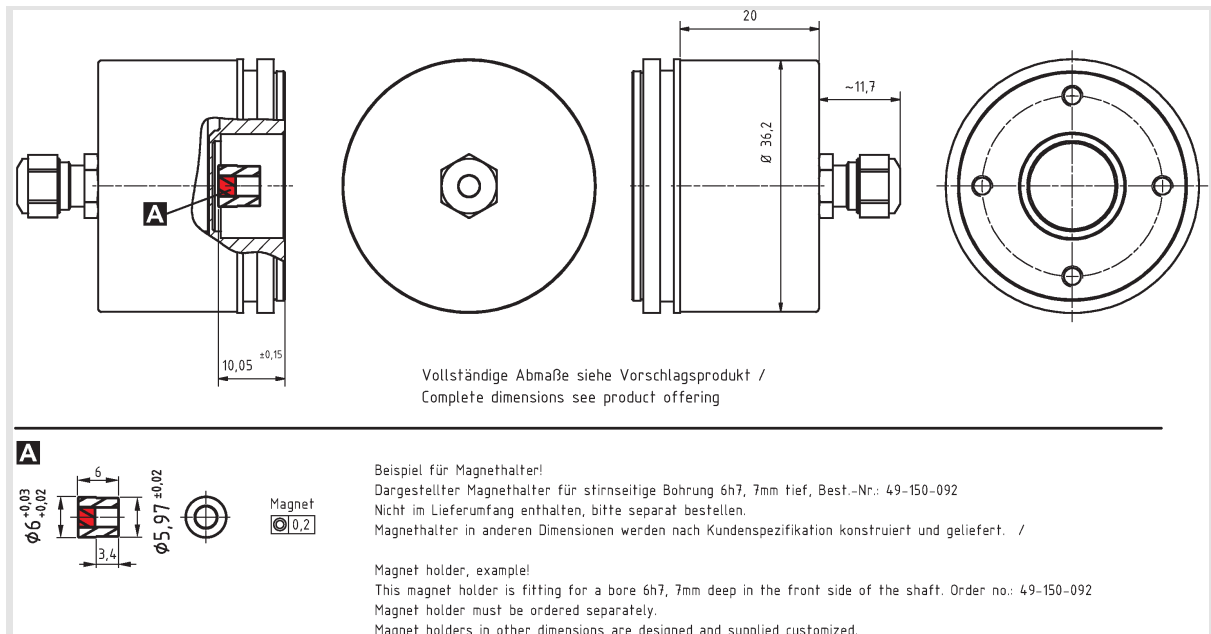 20
~11,7
Ø 36,2
A
10,05 ±0,15
Vollständige Abmaße siehe Vorschlagsprodukt /
Complete dimensions see product offering
A
6
ϕ6 +0,03 +0,02
ϕ5,97 ±0,02
3,4
Magnet
◎ 0,2
Beispiel für Magnethalter!
Dargestellter Magnethalter für stirnseitige Bohrung 6h7, 7mm tief, Best.-Nr.: 49-150-092
Nicht im Lieferumfang enthalten, bitte separat bestellen.
Magnethalter in anderen Dimensionen werden nach Kundenspezifikation konstruiert und geliefert. /
Magnet holder, example!
This magnet holder is fitting for a bore 6h7, 7mm deep in the front side of the shaft. Order no.: 49-150-092
Magnet holder must be ordered separately.
Magnet holders in other dimensions are designed and supplied customized.